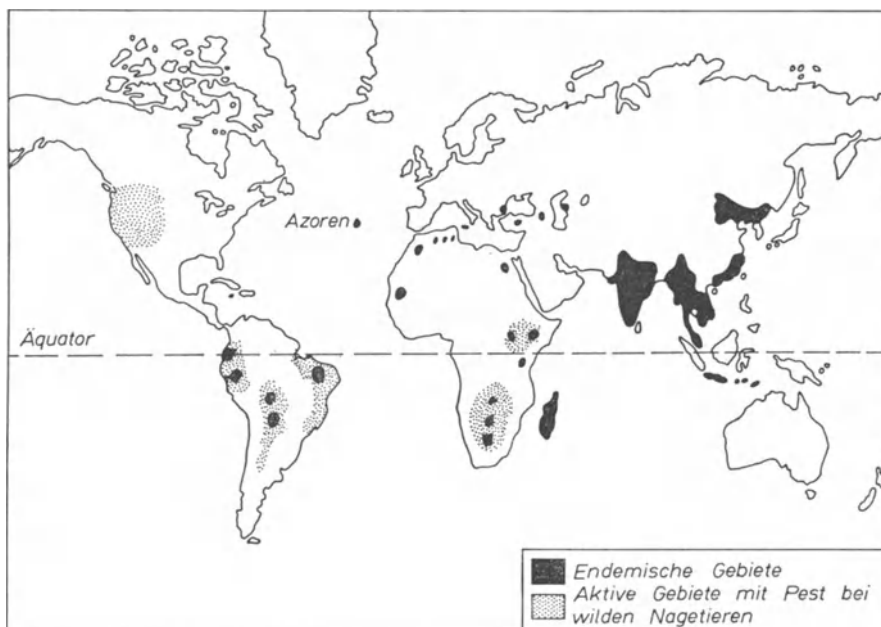 Azoren
Äquator
Endemische Gebiete
Aktive Gebiete mit Pest bei
wilden Nagetieren